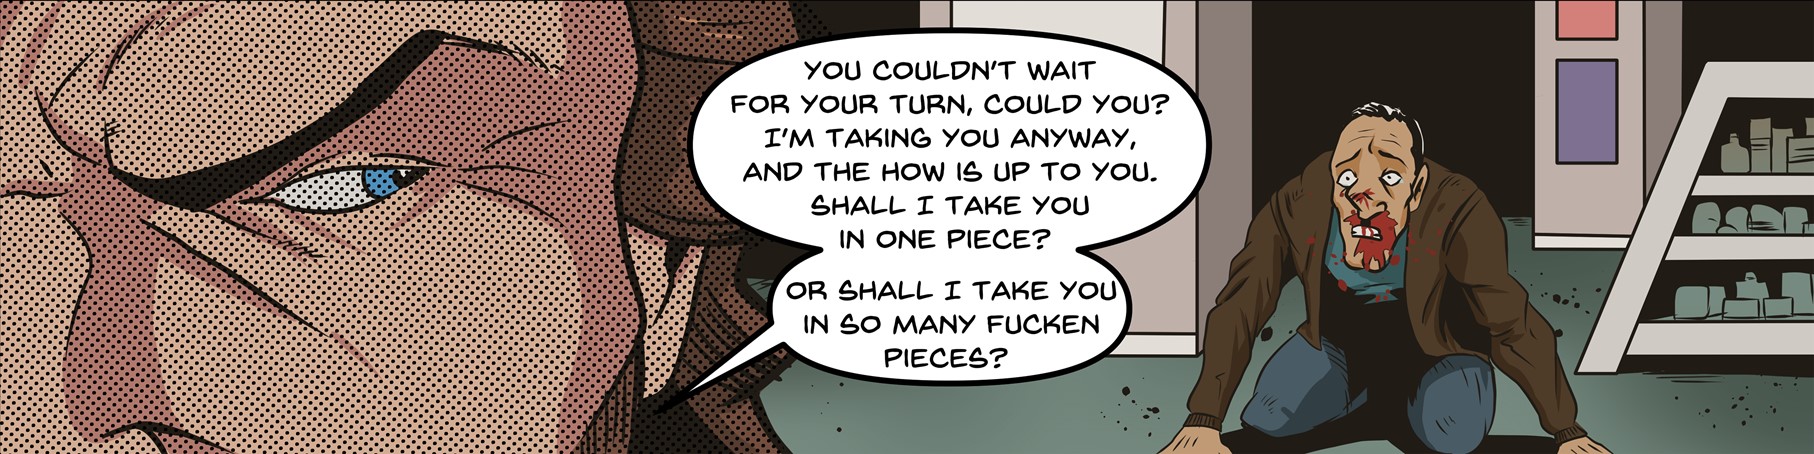 YOU COULDN'T WAIT
FOR YOUR TURN, COULD YOU?
I'M TAKING YOU ANYWAY,
AND THE HOW IS UP TO YOU.
SHALL I TAKE YOU
IN ONE PIECE?
OR SHALL I TAKE YOU
IN SO MANY FUCKEN
PIECES?